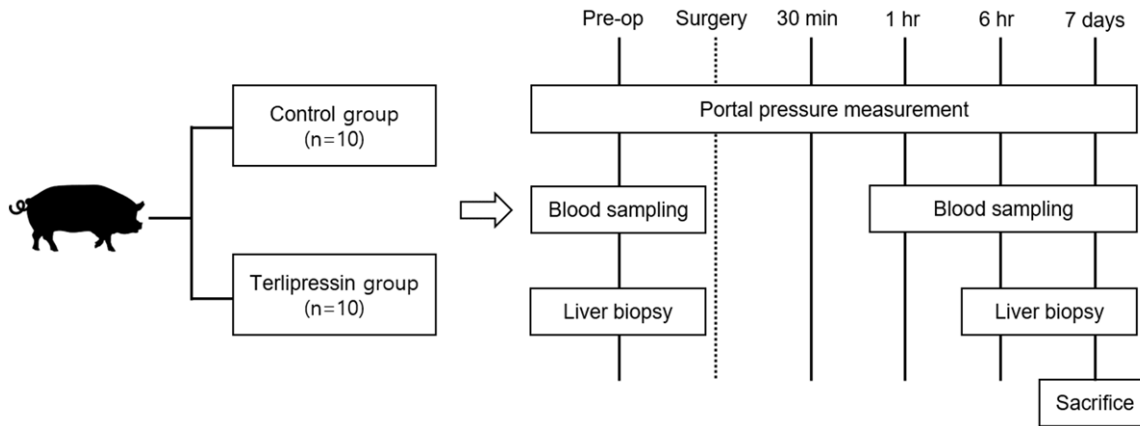 Pre-op
Surgery
30 min
1 hr
6 hr
7 days
Control group
(n=10)
Portal pressure measurement
Blood sampling
Blood sampling
Terlipressin group
(n=10)
Liver biopsy
Liver biopsy
Sacrifice